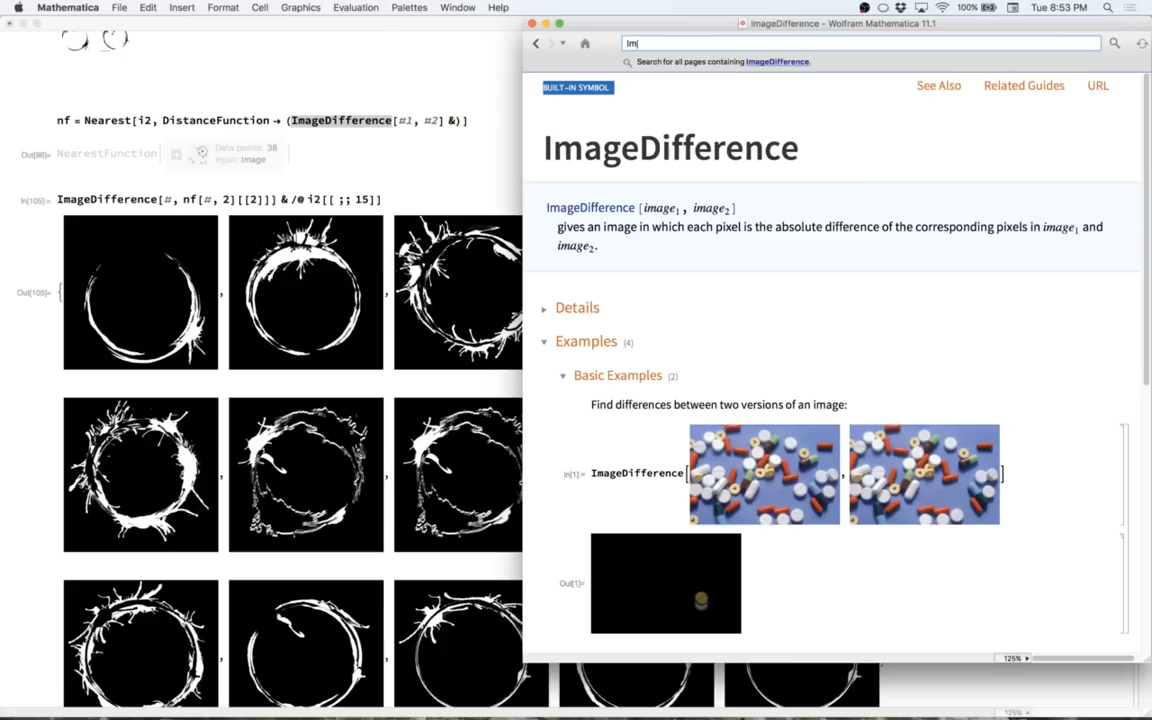 Mathematica File Edit Insert Format Cell Graphics Evaluation Palettes Window Help 100% Tue 8:53 PM
ImageDifference - Wolfram Mathematica 11.1
Im
Search for all pages containing ImageDifference.
BUILT-IN SYMBOL See Also Related Guides URL
nf = Nearest[i2, DistanceFunction → (ImageDifference[#1, #2] &)]
Out[96]= NearestFunction[ Data points: 38
Input: Image ]
In[105]:= ImageDifference[#, nf[#, 2][[2]]] & /@ i2[[ ;; 15]]
Out[105]= { , ,
, ,
, ,
ImageDifference
ImageDifference[image1, image2]
gives an image in which each pixel is the absolute difference of the corresponding pixels in image1 and
image2.
Details
Examples (4)
Basic Examples (2)
Find differences between two versions of an image:
In[1]:= ImageDifference[ , ]
Out[1]=
125%
125%